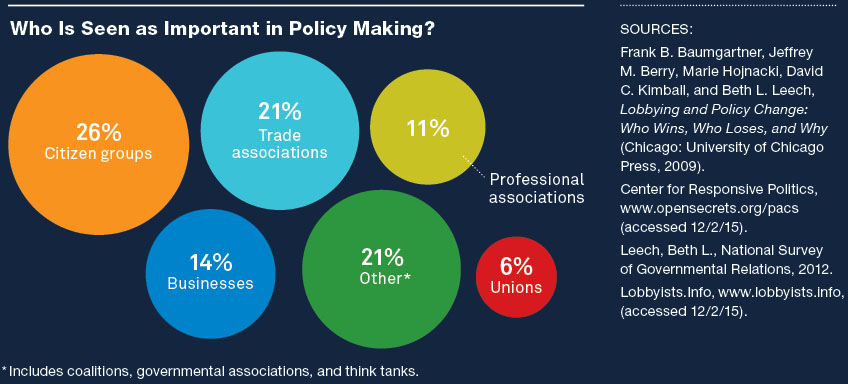 Who Is Seen as Important in Policy Making?
26%
Citizen groups
21%
Trade
associations
11%
Professional
associations
14%
Businesses
21%
Other*
6%
Unions
*Includes coalitions, governmental associations, and think tanks.
SOURCES:
Frank B. Baumgartner, Jeffrey
M. Berry, Marie Hojnacki, David
C. Kimball, and Beth L. Leech,
Lobbying and Policy Change:
Who Wins, Who Loses, and Why
(Chicago: University of Chicago
Press, 2009).
Center for Responsive Politics,
www.opensecrets.org/pacs
(accessed 12/2/15).
Leech, Beth L., National Survey
of Governmental Relations, 2012.
Lobbyists.Info, www.lobbyists.info,
(accessed 12/2/15).